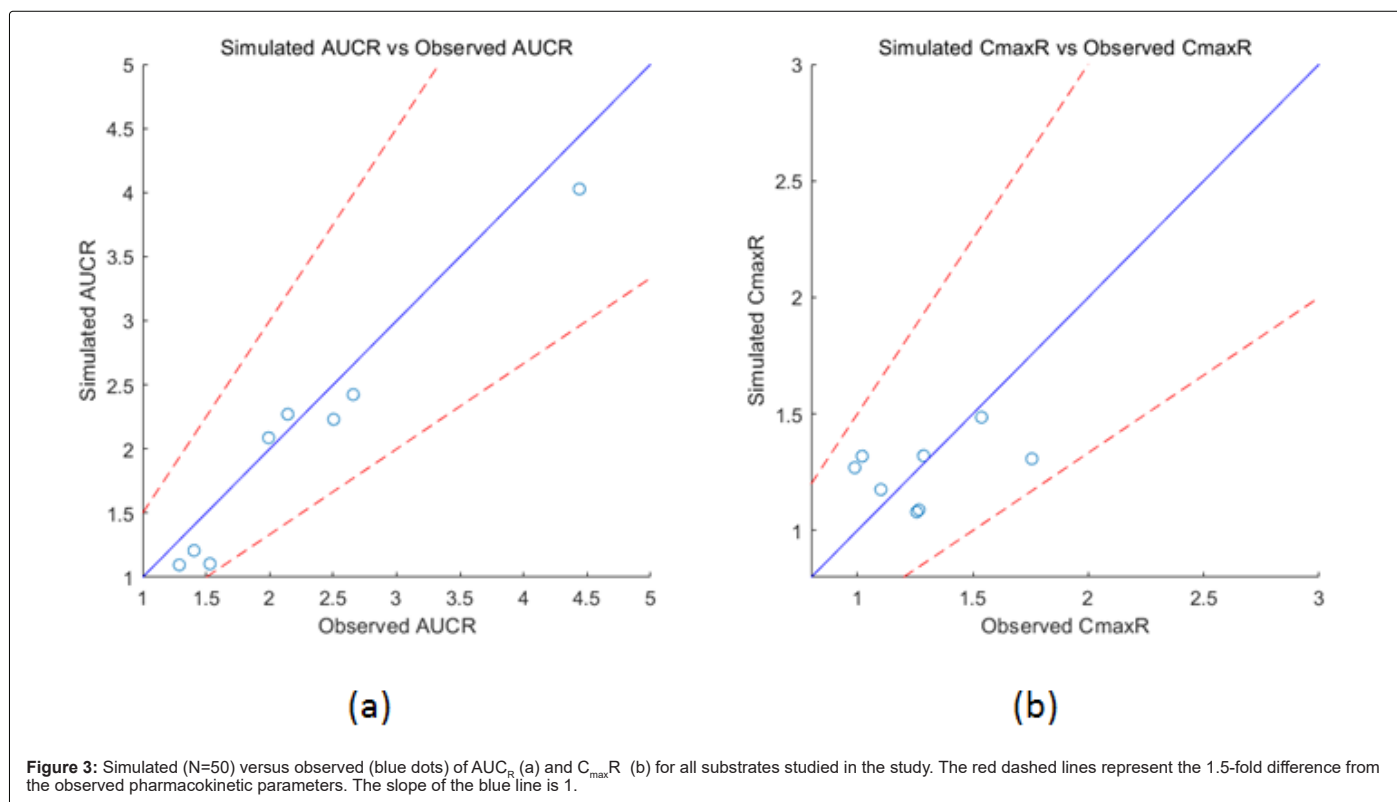 Simulated AUCR vs Observed AUCR
5
4.5
4
3.5
3
2.5
2
1.5
1
Simulated AUCR
1
1.5
2
2.5
3
3.5
4
4.5
5
Observed AUCR
(a)
Simulated CmaxR vs Observed CmaxR
3
2.5
2
1.5
1
Simulated CmaxR
1
1.5
2
2.5
3
Observed CmaxR
(b)
Figure 3: Simulated (N=50) versus observed (blue dots) of AUC_R (a) and C_maxR (b) for all substrates studied in the study. The red dashed lines represent the 1.5-fold difference from
the observed pharmacokinetic parameters. The slope of the blue line is 1.